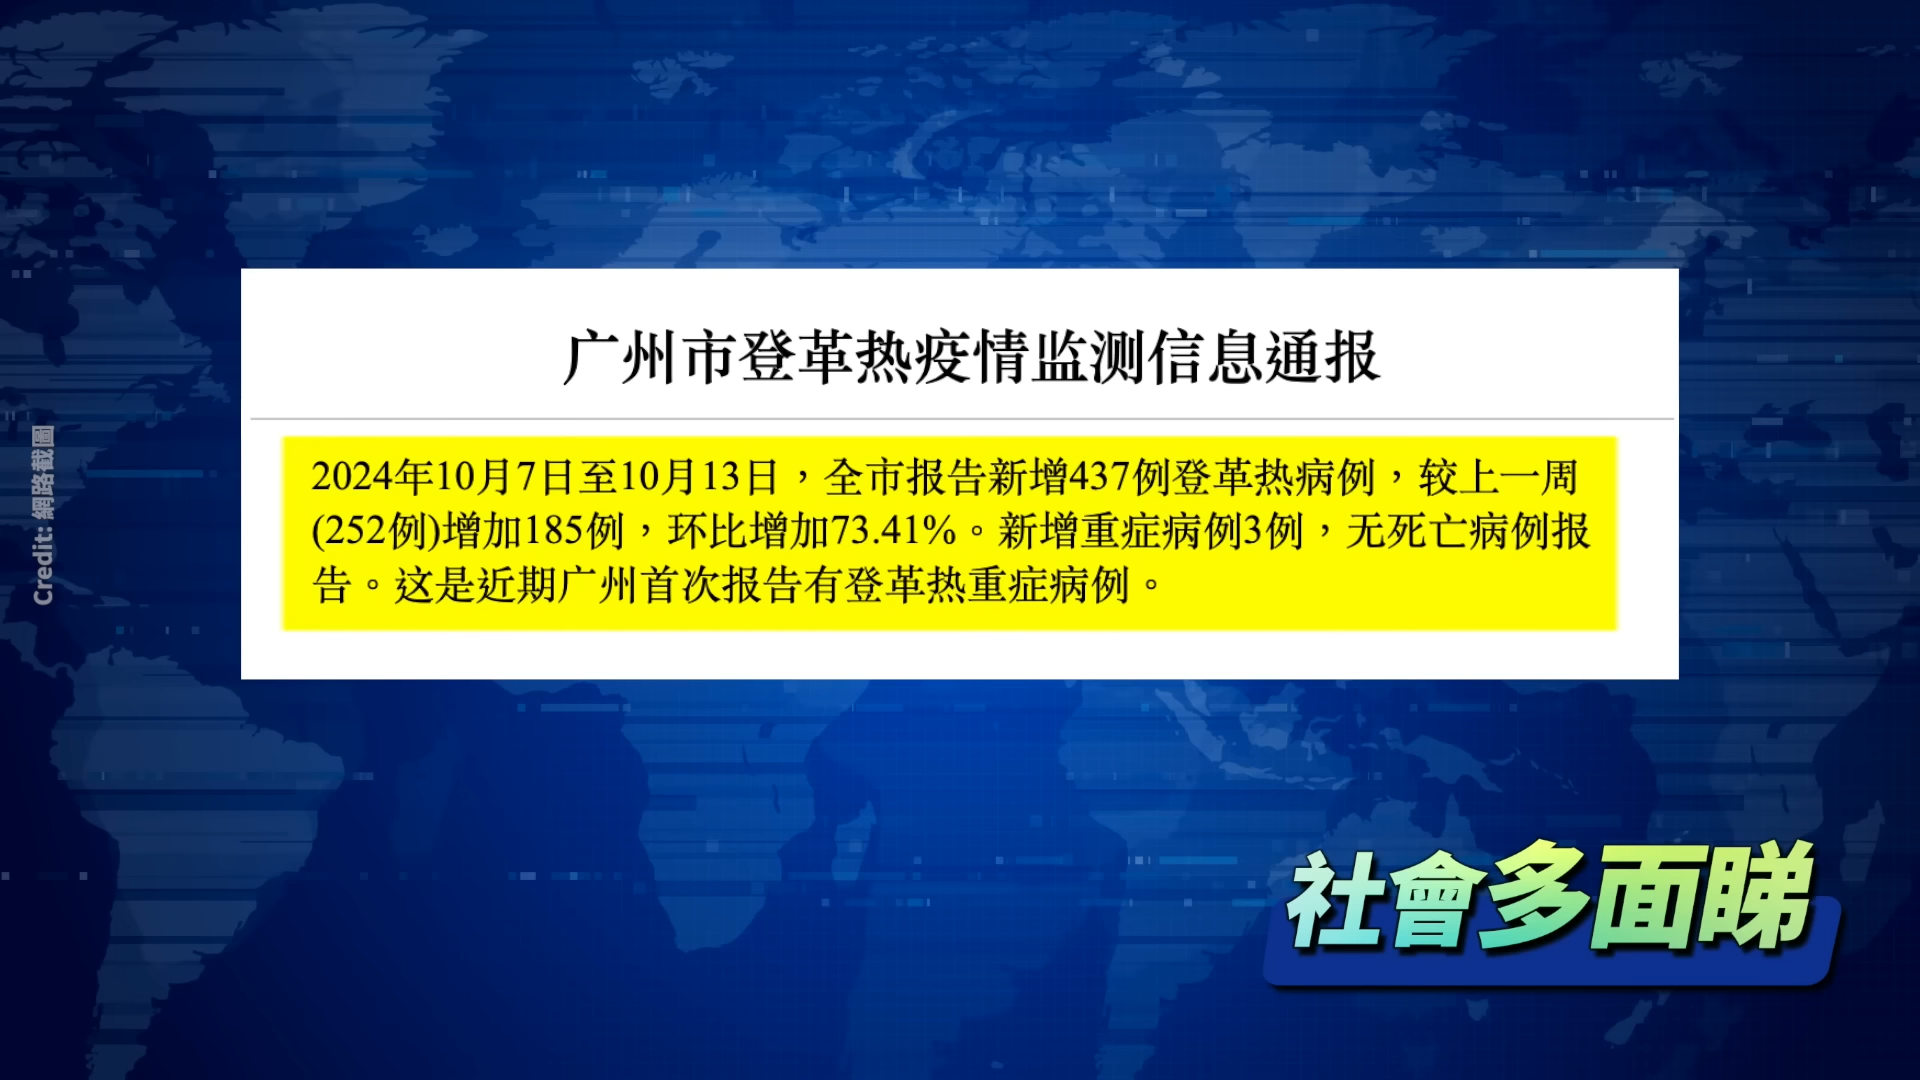 广州市登革热疫情监测信息通报
2024年10月7日至10月13日，全市报告新增437例登革热病例，较上一周
(252例)增加185例，环比增加73.41%。新增重症病例3例，无死亡病例报
告。这是近期广州首次报告有登革热重症病例。
Credit: 網路截圖
社會多面睇